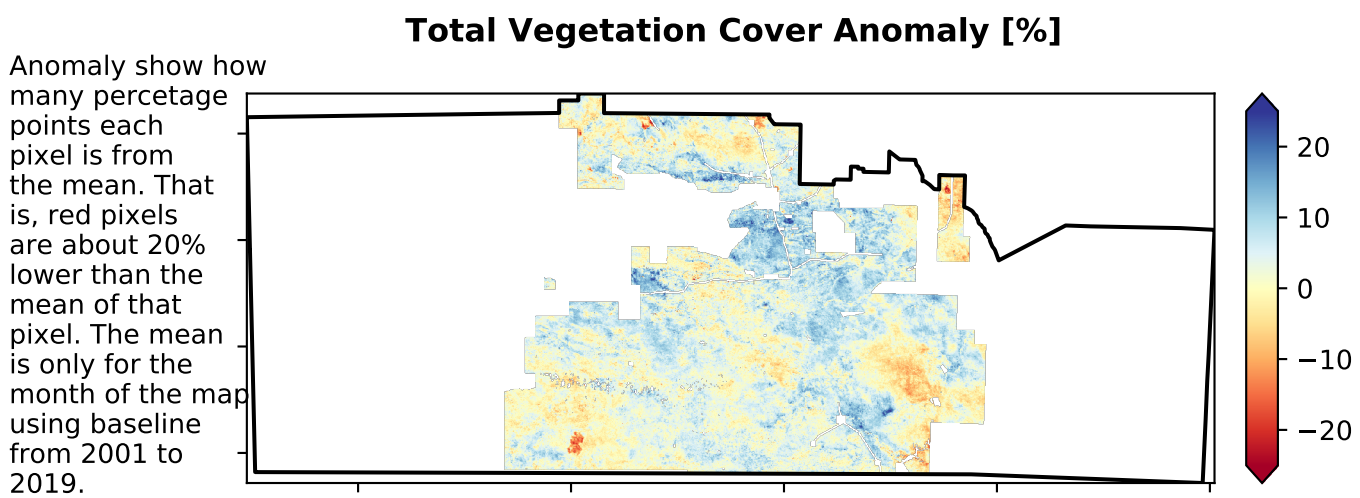 Total Vegetation Cover Anomaly [%]
Anomaly show how
many percetage
points each
pixel is from
the mean. That
is, red pixels
are about 20%
lower than the
mean of that
pixel. The mean
is only for the
month of the map
using baseline
from 2001 to
2019.
20
10
0
−10
−20